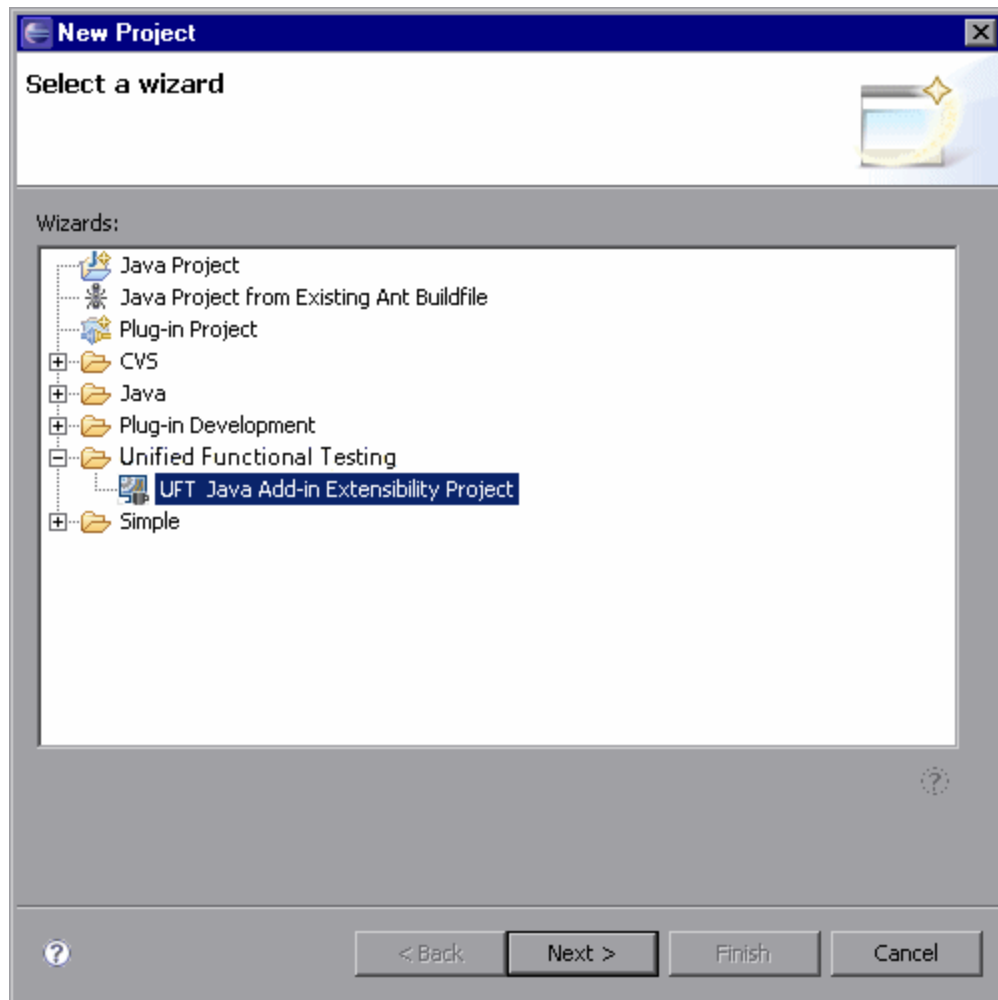 New Project
Select a wizard
Wizards:
Java Project
Java Project from Existing Ant Buildfile
Plug-in Project
CVS
Java
Plug-in Development
Unified Functional Testing
UFT Java Add-in Extensibility Project
Simple
?
?
< Back Next > Finish Cancel